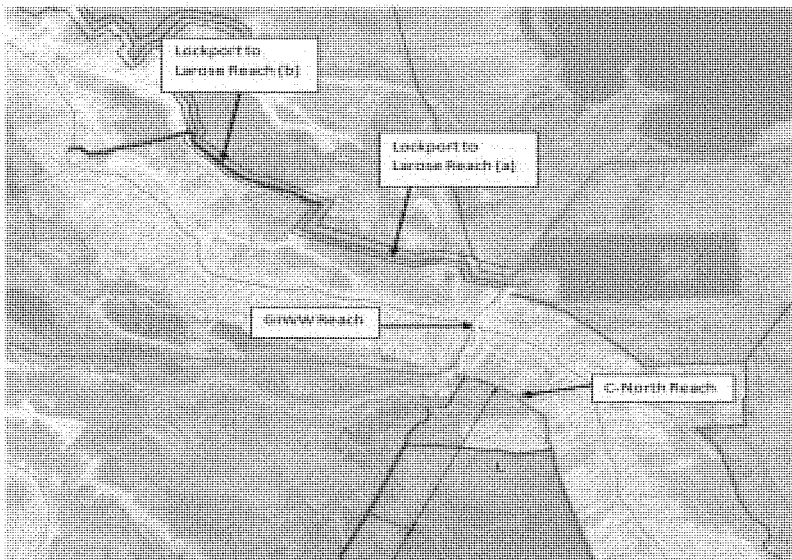 Lockport to
Larose Reach (b)
Lockport to
Larose Reach (a)
GIWW Reach
C-North Reach
L